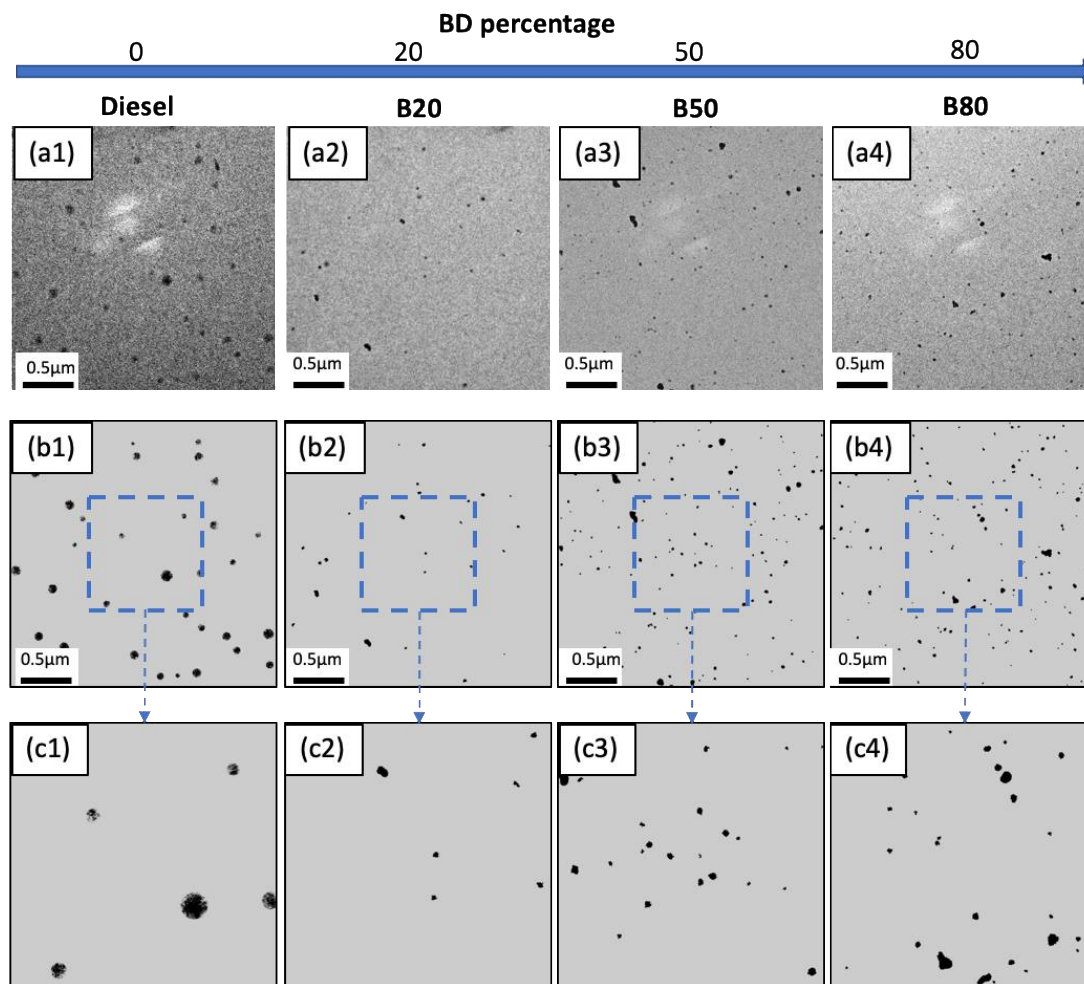 BD percentage
0 20 50 80
Diesel B20 B50 B80
(a1) (a2) (a3) (a4)
0.5μm 0.5μm 0.5μm 0.5μm
(b1) (b2) (b3) (b4)
0.5μm 0.5μm 0.5μm 0.5μm
(c1) (c2) (c3) (c4)